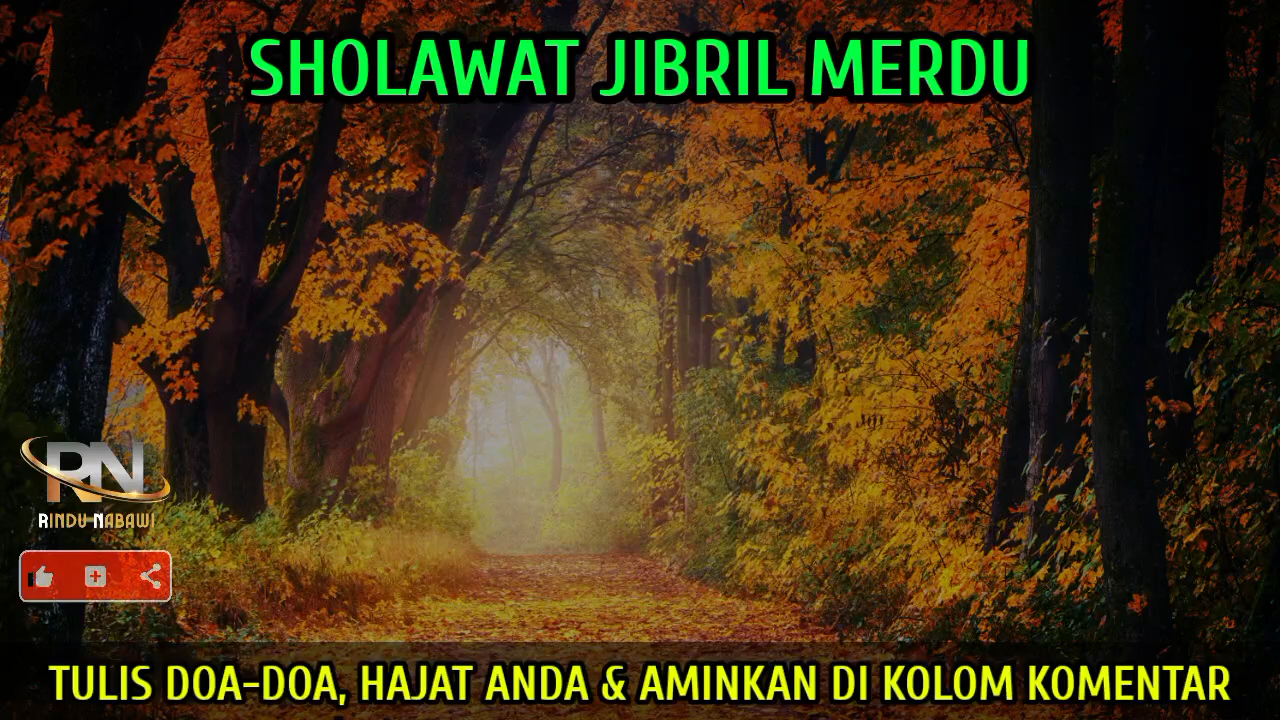 SHOLAWAT JIBRIL MERDU
RN
RINDU NABAWI
TULIS DOA-DOA, HAJAT ANDA & AMINKAN DI KOLOM KOMENTAR